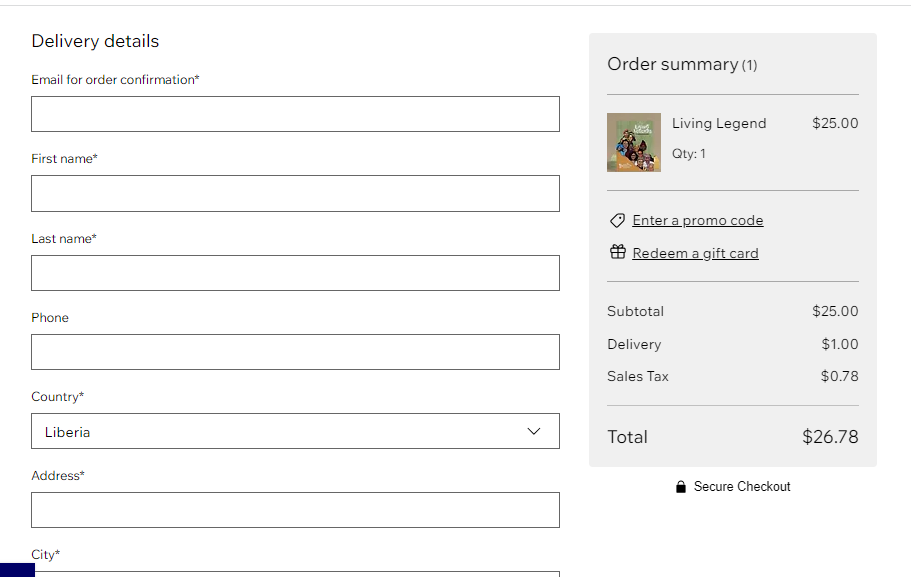 Delivery details
Email for order confirmation*
First name*
Last name*
Phone
Country*
Liberia
Address*
City*
Order summary (1)
Living Legend $25.00
Qty: 1
Enter a promo code
Redeem a gift card
Subtotal $25.00
Delivery $1.00
Sales Tax $0.78
Total $26.78
Secure Checkout